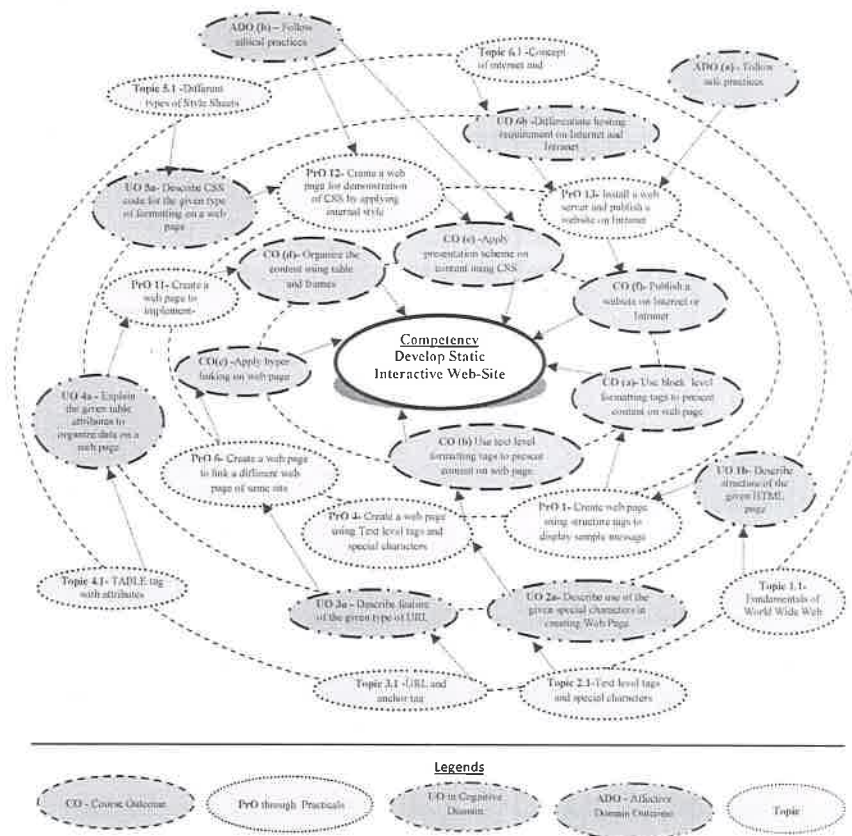 ADO (b) – Follow
ethical practices
Topic 6.1 -Concept
of internet and
ADO (a) - Follow
safe practices
Topic 5.1 -Different
types of Style Sheets
UO 6b -Differentiate hosting
requirement on Internet and
Intranet
UO 5a- Describe CSS
code for the given type
of formatting on a web
page
PrO 12- Create a web
page for demonstration
of CSS by applying
internal style
PrO 13- Install a web
server and publish a
website on Intranet
CO (d)- Organize the
content using table
and frames
CO (e) -Apply
presentation scheme on
content using CSS
PrO 11- Create a
web page to
implement-
CO (f)- Publish a
website on Internet or
Intranet
Competency
Develop Static
Interactive Web-Site
CO(c) -Apply hyper
linking on web page
CO (a)- Use block level
formatting tags to present
content on web page
UO 4a - Explain
the given table
attributes to
organize data on a
web page
CO (b) Use text level
formatting tags to present
content on web page
PrO 6- Create a web page
to link a different web
page of same site
UO 1b- Describe
structure of the
given HTML
page
PrO 4- Create a web page
using Text level tags and
special characters
PrO 1- Create web page
using structure tags to
display sample message
Topic 4.1- TABLE tag
with attributes
Topic 1.1-
Fundamentals of
World Wide Web
UO 3a - Describe feature
of the given type of URL
UO 2a- Describe use of the
given special characters in
creating Web Page
Topic 3.1 -URL and
anchor tag
Topic 2.1-Text level tags
and special characters
Legends
CO - Course Outcome
PrO through Practicals
UO in Cognitive
Domain
ADO - Affective
Domain Outcome
Topic